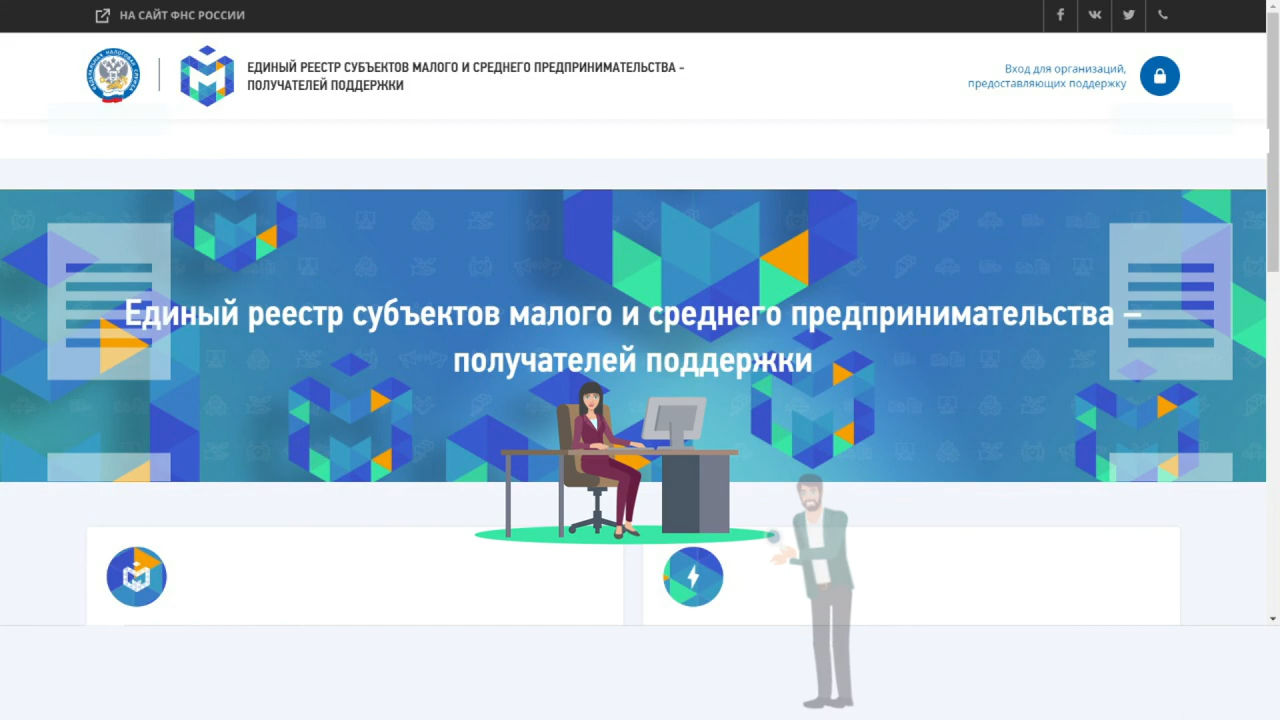 НА САЙТ ФНС РОССИИ
ЕДИНЫЙ РЕЕСТР СУБЪЕКТОВ МАЛОГО И СРЕДНЕГО ПРЕДПРИНИМАТЕЛЬСТВА -
ПОЛУЧАТЕЛЕЙ ПОДДЕРЖКИ
Вход для организаций,
предоставляющих поддержку
Единый реестр субъектов малого и среднего предпринимательства –
получателей поддержки